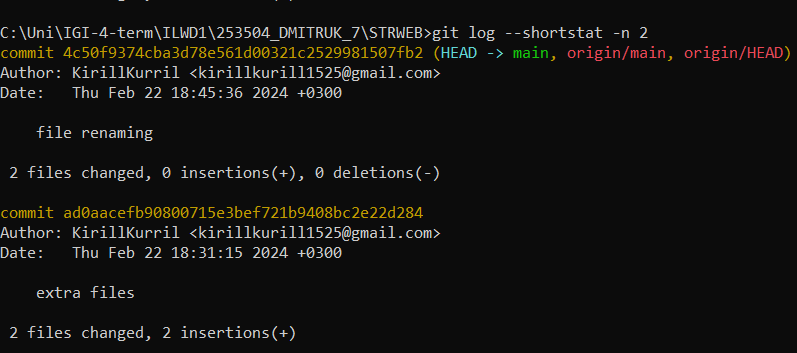 C:\Uni\IGI-4-term\ILWD1\253504_DMITRUK_7\STRWEB>git log --shortstat -n 2
commit 4c50f9374cba3d78e561d00321c2529981507fb2 (HEAD -> main, origin/main, origin/HEAD)
Author: KirillKurril <kirillkurill1525@gmail.com>
Date:   Thu Feb 22 18:45:36 2024 +0300
    file renaming
 2 files changed, 0 insertions(+), 0 deletions(-)
commit ad0aacefb90800715e3bef721b9408bc2e22d284
Author: KirillKurril <kirillkurill1525@gmail.com>
Date:   Thu Feb 22 18:31:15 2024 +0300
    extra files
 2 files changed, 2 insertions(+)